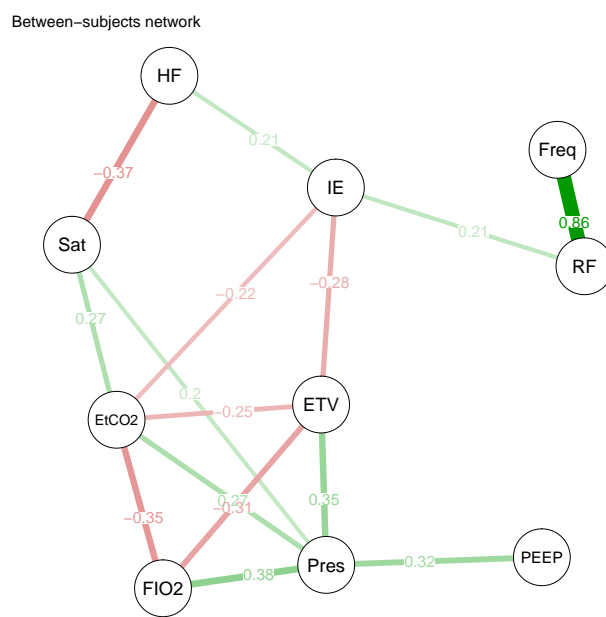 Between−subjects network
HF
Freq
0.21
−0.37
IE
0.86
Sat
0.21
RF
−0.28
−0.22
0.27
0.2
ETV
EtCO2
−0.25
0.35
0.27
−0.31
−0.35
PEEP
0.32
Pres
0.38
FIO2